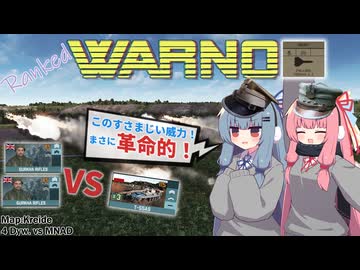 Ranked
WARNO
このすさまじい威力！
まさに革命的！
GURKHA RIFLES
GURKHA RIFLES
VS
T-55AS
Map:Kreide
4 Dyw. vs MNAD